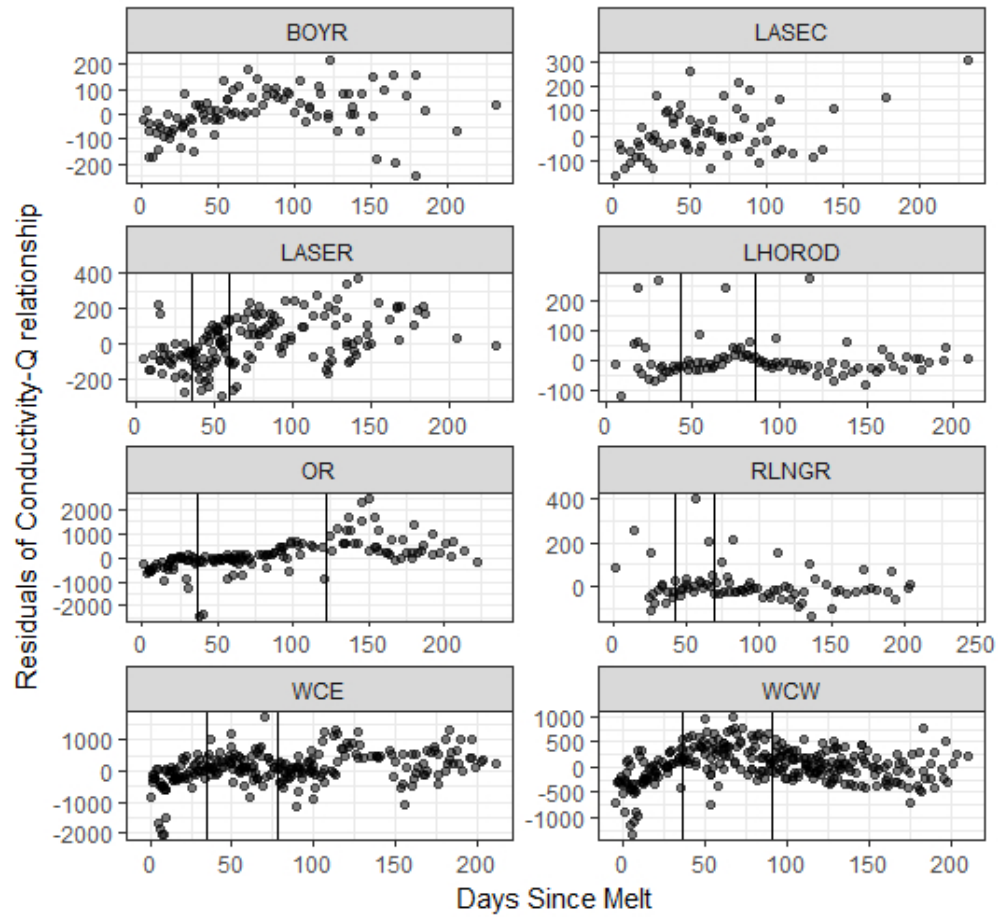 BOYR LASEC
200
100
0
-100
-200
300
200
100
0
-100
0 50 100 150 200
0 50 100 150 200
LASER LHOROD
400
200
0
-200
200
100
0
-100
0 50 100 150 200
0 50 100 150 200
OR RLNGR
2000
1000
0
-1000
-2000
400
200
0
0 50 100 150 200
0 50 100 150 200 250
WCE WCW
1000
0
-1000
-2000
1000
500
0
-500
-1000
0 50 100 150 200
0 50 100 150 200
Residuals of Conductivity-Q relationship
Days Since Melt